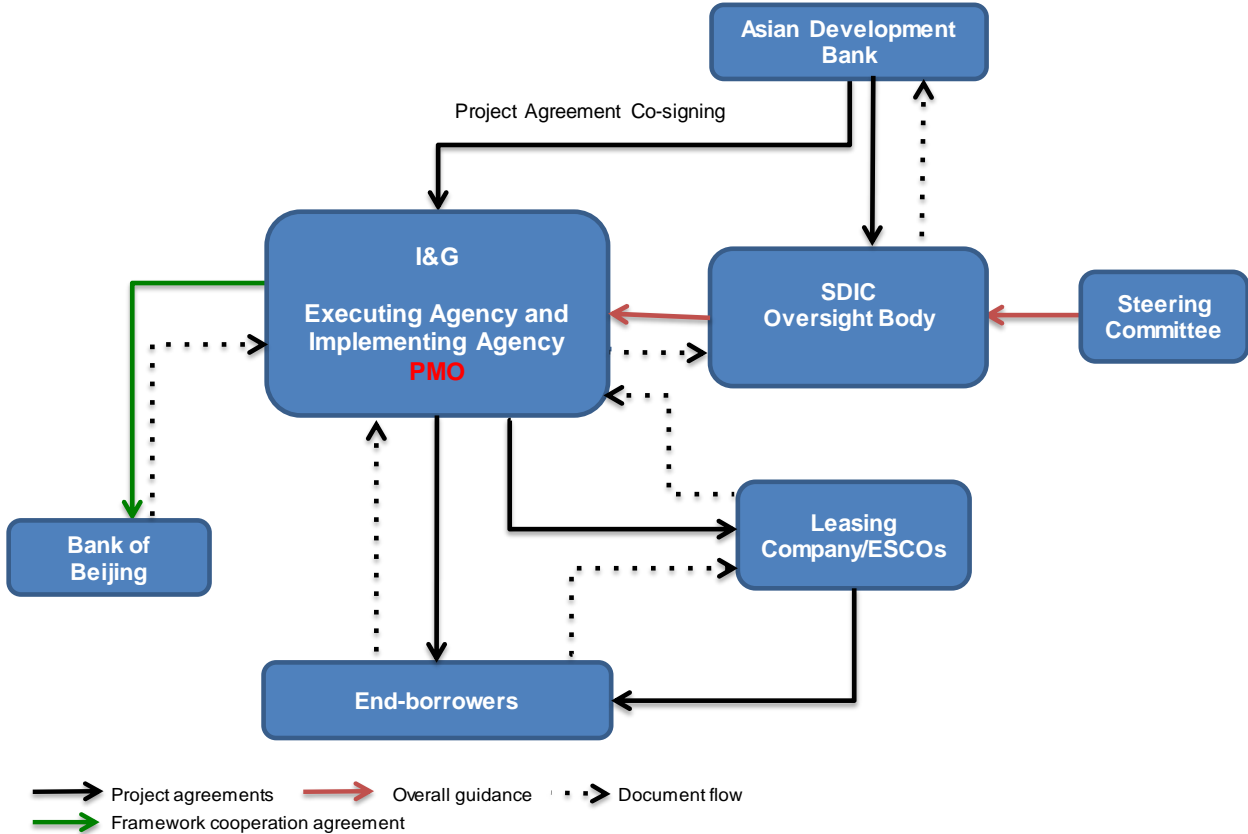 Asian Development
Bank
Project Agreement Co-signing
I&G
Executing Agency and
Implementing Agency
PMO
SDIC
Oversight Body
Steering
Committee
Leasing
Company/ESCOs
Bank of
Beijing
End-borrowers
Project agreements
Overall guidance
Document flow
Framework cooperation agreement